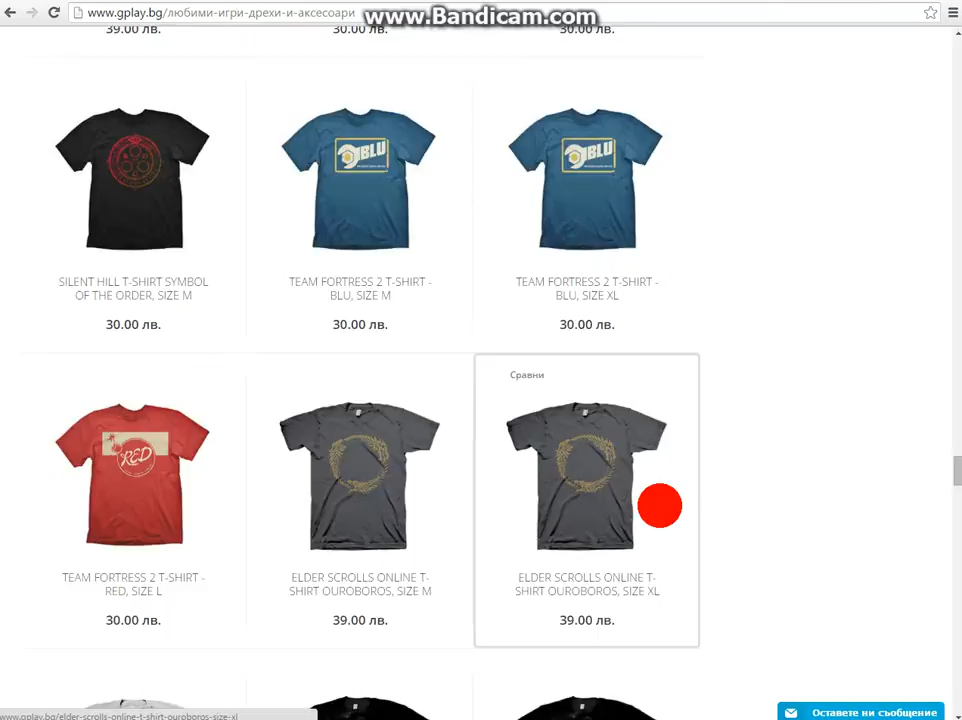 www.gplay.bg/любими-игри-дрехи-и-аксесоари
www.Bandicam.com
39.00 лв.
30.00 лв.
30.00 лв.
BLU
BLU
SILENT HILL T-SHIRT SYMBOL
OF THE ORDER, SIZE M
30.00 лв.
TEAM FORTRESS 2 T-SHIRT -
BLU, SIZE M
30.00 лв.
TEAM FORTRESS 2 T-SHIRT -
BLU, SIZE XL
30.00 лв.
Сравни
RED
TEAM FORTRESS 2 T-SHIRT -
RED, SIZE L
30.00 лв.
ELDER SCROLLS ONLINE T-
SHIRT OUROBOROS, SIZE M
39.00 лв.
ELDER SCROLLS ONLINE T-
SHIRT OUROBOROS, SIZE XL
39.00 лв.
www.gplay.bg/elder-scrolls-online-t-shirt-ouroboros-size-xl
Оставете ни съобщение